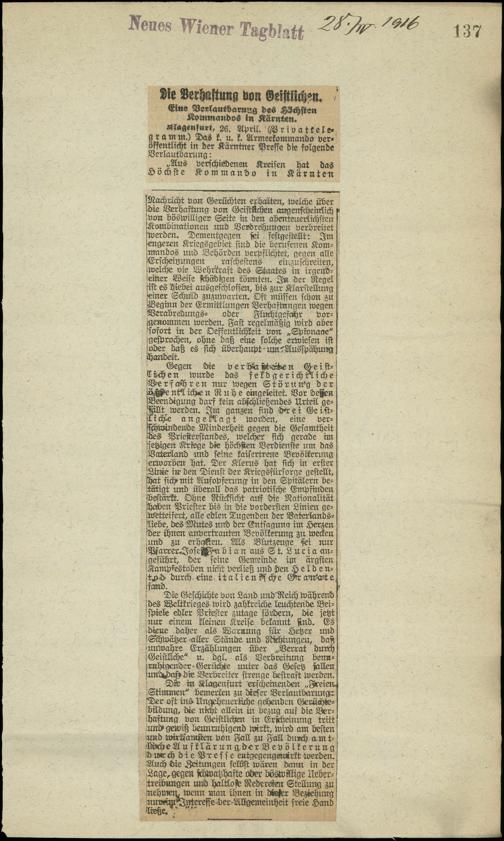 Neues Wiener Tagblatt
28./IV. 1916
137
Die Verhaftung von Geistlichen.
Eine Verlautbarung des Höchsten
Kommandos in Kärnten.
Klagenfurt, 26. April. (Privattele-
gramm.) Das k. u. k. Armeekommando ver-
öffentlicht in der Kärntner Presse die folgende
Verlautbarung:
„Aus verschiedenen Kreisen hat das
Höchste Kommando in Kärnten
Nachricht von Gerüchten erhalten, welche über
die Verhaftung von Geistlichen augenscheinlich
von böswilliger Seite in den abenteuerlichsten
Kombinationen und Verdrehungen verbreitet
werden. Dementgegen sei festgestellt: Im
engeren Kriegsgebiet sind die berufenen Kom-
mandos und Behörden verpflichtet, gegen alle
Erscheinungen raschestens einzuschreiten,
welche die Wehrkraft des Staates in irgend-
einer Weise schädigen könnten. In der Regel
ist es hiebei ausgeschlossen, bis zur Klarstellung
einer Schuld zuzuwarten. Oft müssen schon zu
Beginn der Ermittlungen Verhaftungen wegen
Verabredungs- oder Fluchtgefahr vor-
genommen werden. Fast regelmäßig wird aber
sofort in der Oeffentlichkeit von „Spionage“
gesprochen, ohne daß eine solche erwiesen ist
oder daß es sich überhaupt um Ausspähung
handelt.
Gegen die verhafteten Geist-
lichen wurde das feldgerichtliche
Verfahren nur wegen Störung der
öffentlichen Ruhe eingeleitet. Vor dessen
Beendigung darf kein abschließendes Urteil ge-
fällt werden. Im ganzen sind drei Geist-
liche angeklagt worden, eine ver-
schwindende Minderheit gegen die Gesamtheit
des Priesterstandes, welcher sich gerade im
jetzigen Kriege die höchsten Verdienste um das
Vaterland und seine kaisertreue Bevölkerung
erworben hat. Der Klerus hat sich in erster
Linie in den Dienst der Kriegsfürsorge gestellt,
hat sich mit Aufopferung in den Spitälern be-
tätigt und überall das patriotische Empfinden
bestärkt. Ohne Rücksicht auf die Nationalität
haben Priester bis in die vordersten Linien ge-
wetteifert, alle edlen Tugenden der Vaterlands-
liebe, des Mutes und der Entsagung im Herzen
der ihnen anvertrauten Bevölkerung zu wecken
und zu erhalten. Als Blutzeuge sei nur
Pfarrer Josef Fabian aus St. Lucia an-
geführt, der seine Gemeinde im ärgsten
Kampfestoben nicht verließ und den Helden-
tod durch eine italienische Granate
fand.
Die Geschichte von Land und Reich während
des Weltkrieges wird zahlreiche leuchtende Bei-
spiele edler Priester zutage fördern, die jetzt
nur einem kleinen Kreise bekannt sind. Es
diene daher als Warnung für Hetzer und
Schwätzer aller Stände und Richtungen, daß
unwahre Erzählungen über „Verrat durch
Geistliche“ u. dgl. als Verbreitung beun-
ruhigender Gerüchte unter das Gesetz fallen
und daß die Verbreiter strenge bestraft werden.
Die in Klagenfurt erscheinenden „Freien
Stimmen“ bemerken zu dieser Verlautbarung:
Der oft ins Ungeheuerliche gehenden Gerüchte-
bildung, die nicht allein in bezug auf die Ver-
haftung von Geistlichen in Erscheinung tritt
und gewiß beunruhigend wirkt, wird am besten
und wirksamsten von Fall zu Fall durch amt-
liche Aufklärung der Bevölkerung
durch die Presse entgegengewirkt werden.
Auch die Zeitungen selbst wären dann in der
Lage, gegen schwatzhafte oder böswillige Ueber-
treibungen und haltlose Redereien Stellung zu
nehmen, wenn man ihnen in dieser Beziehung
nur im Interesse der Allgemeinheit freie Hand
ließe.